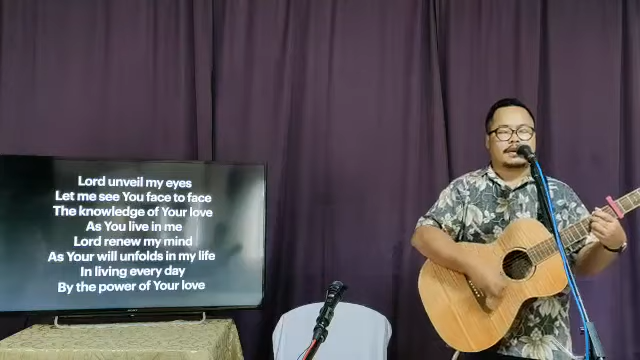 Lord unveil my eyes
Let me see You face to face
The knowledge of Your love
As You live in me
Lord renew my mind
As Your will unfolds in my life
In living every day
By the power of Your love